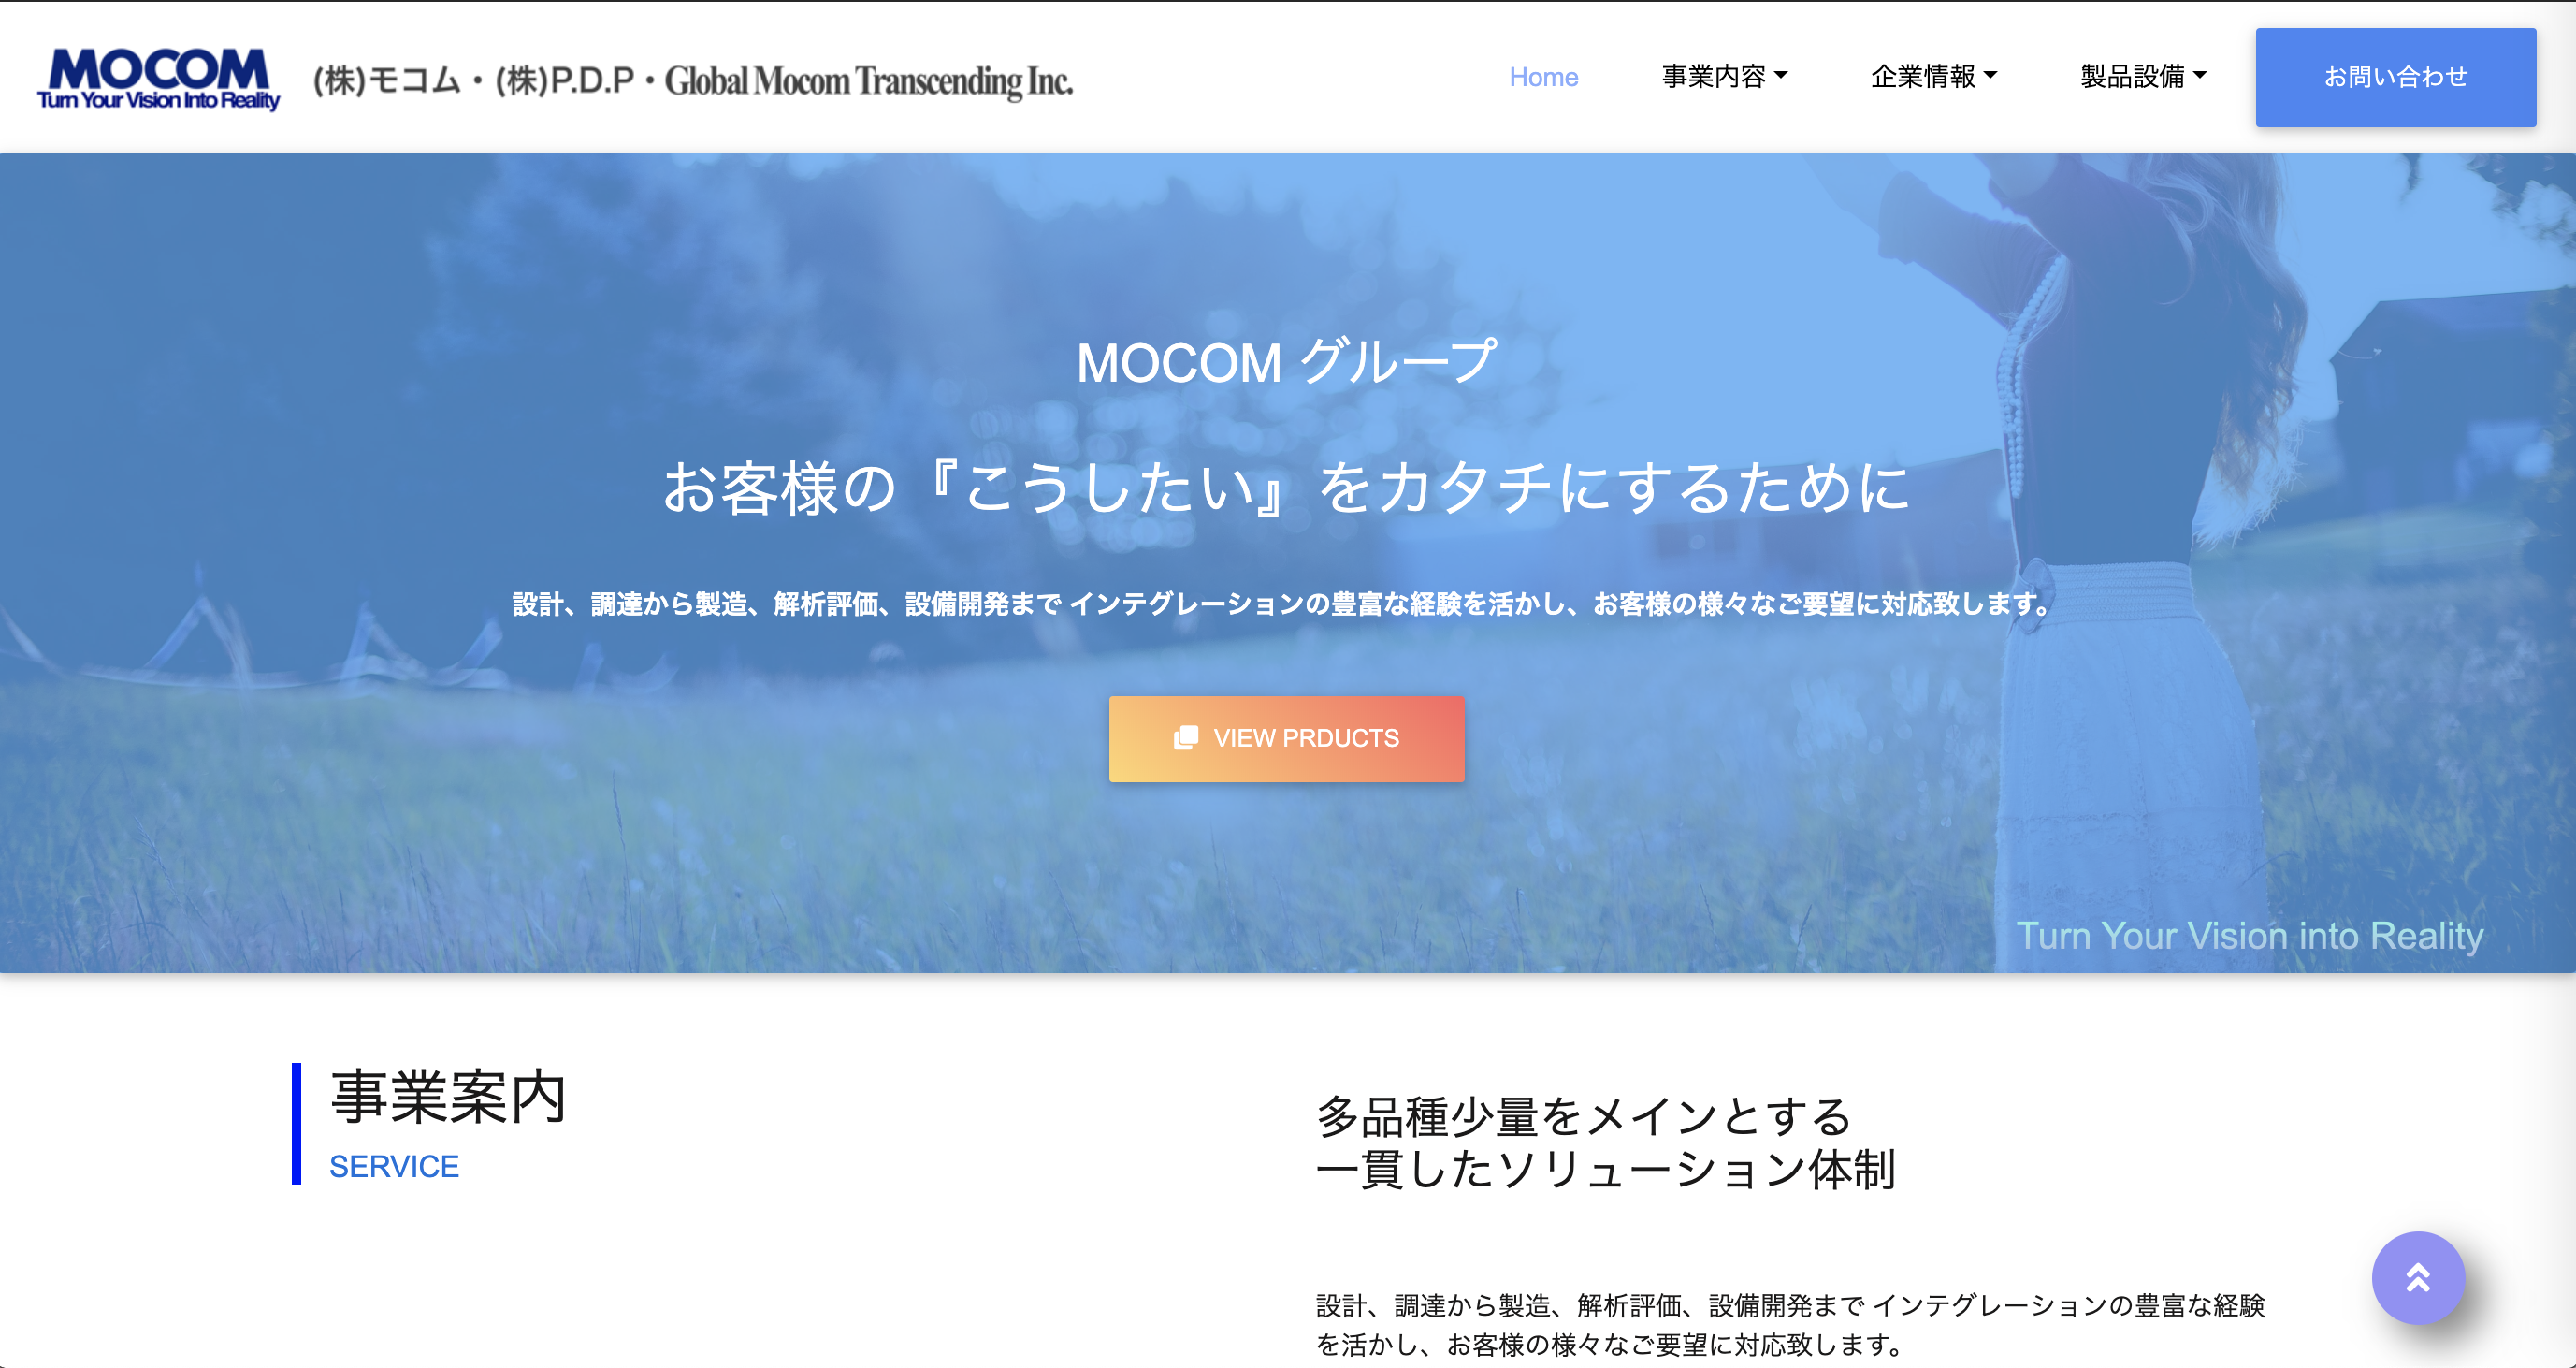 MOCOM
Turn Your Vision Into Reality
(株)モコム・(株)P.D.P・Global Mocom Transcending Inc.
Home
事業内容
企業情報
製品設備
お問い合わせ
MOCOM グループ
お客様の『こうしたい』をカタチにするために
設計、調達から製造、解析評価、設備開発まで インテグレーションの豊富な経験を活かし、お客様の様々なご要望に対応致します。
VIEW PRDUCTS
Turn Your Vision into Reality
事業案内
SERVICE
多品種少量をメインとする
一貫したソリューション体制
設計、調達から製造、解析評価、設備開発まで インテグレーションの豊富な経験
を活かし、お客様の様々なご要望に対応致します。